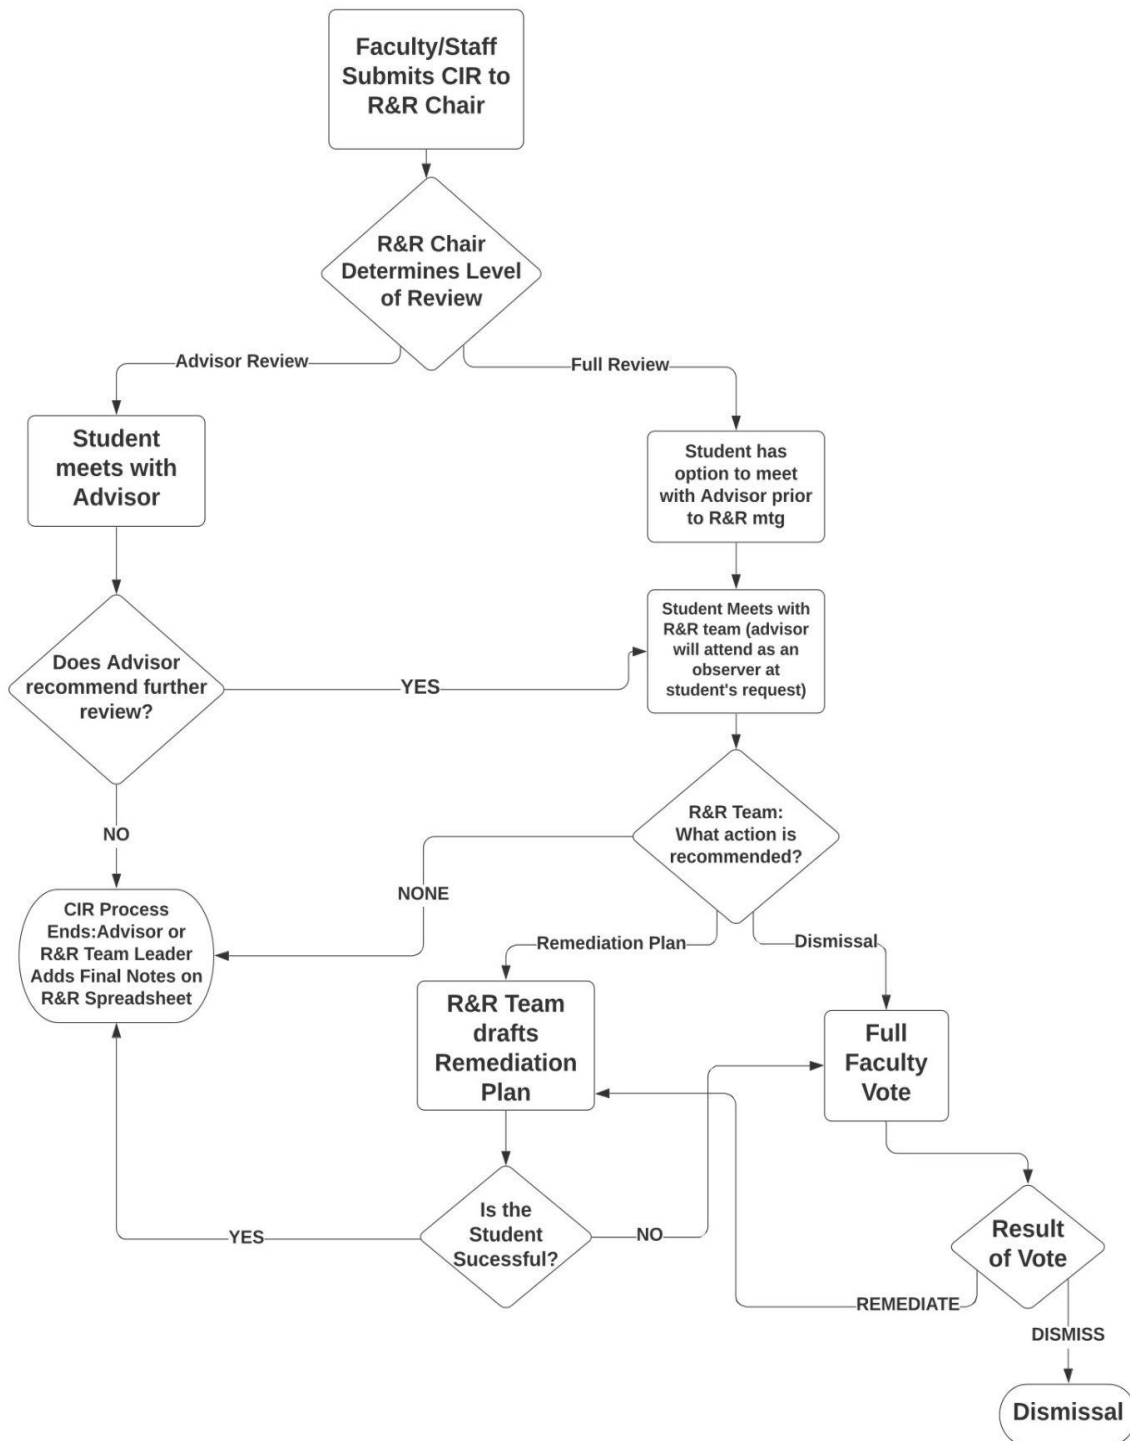 Faculty/Staff
Submits CIR to
R&R Chair
R&R Chair
Determines Level
of Review
Advisor Review
Full Review
Student
meets with
Advisor
Student has
option to meet
with Advisor prior
to R&R mtg
Student Meets with
R&R team (advisor
will attend as an
observer at
student's request)
Does Advisor
recommend further
review?
YES
NO
R&R Team:
What action is
recommended?
NONE
Remediation Plan
Dismissal
CIR Process
Ends:Advisor or
R&R Team Leader
Adds Final Notes on
R&R Spreadsheet
R&R Team
drafts
Remediation
Plan
Full
Faculty
Vote
Is the
Student
Sucessful?
YES
NO
Result
of Vote
REMEDIATE
DISMISS
Dismissal